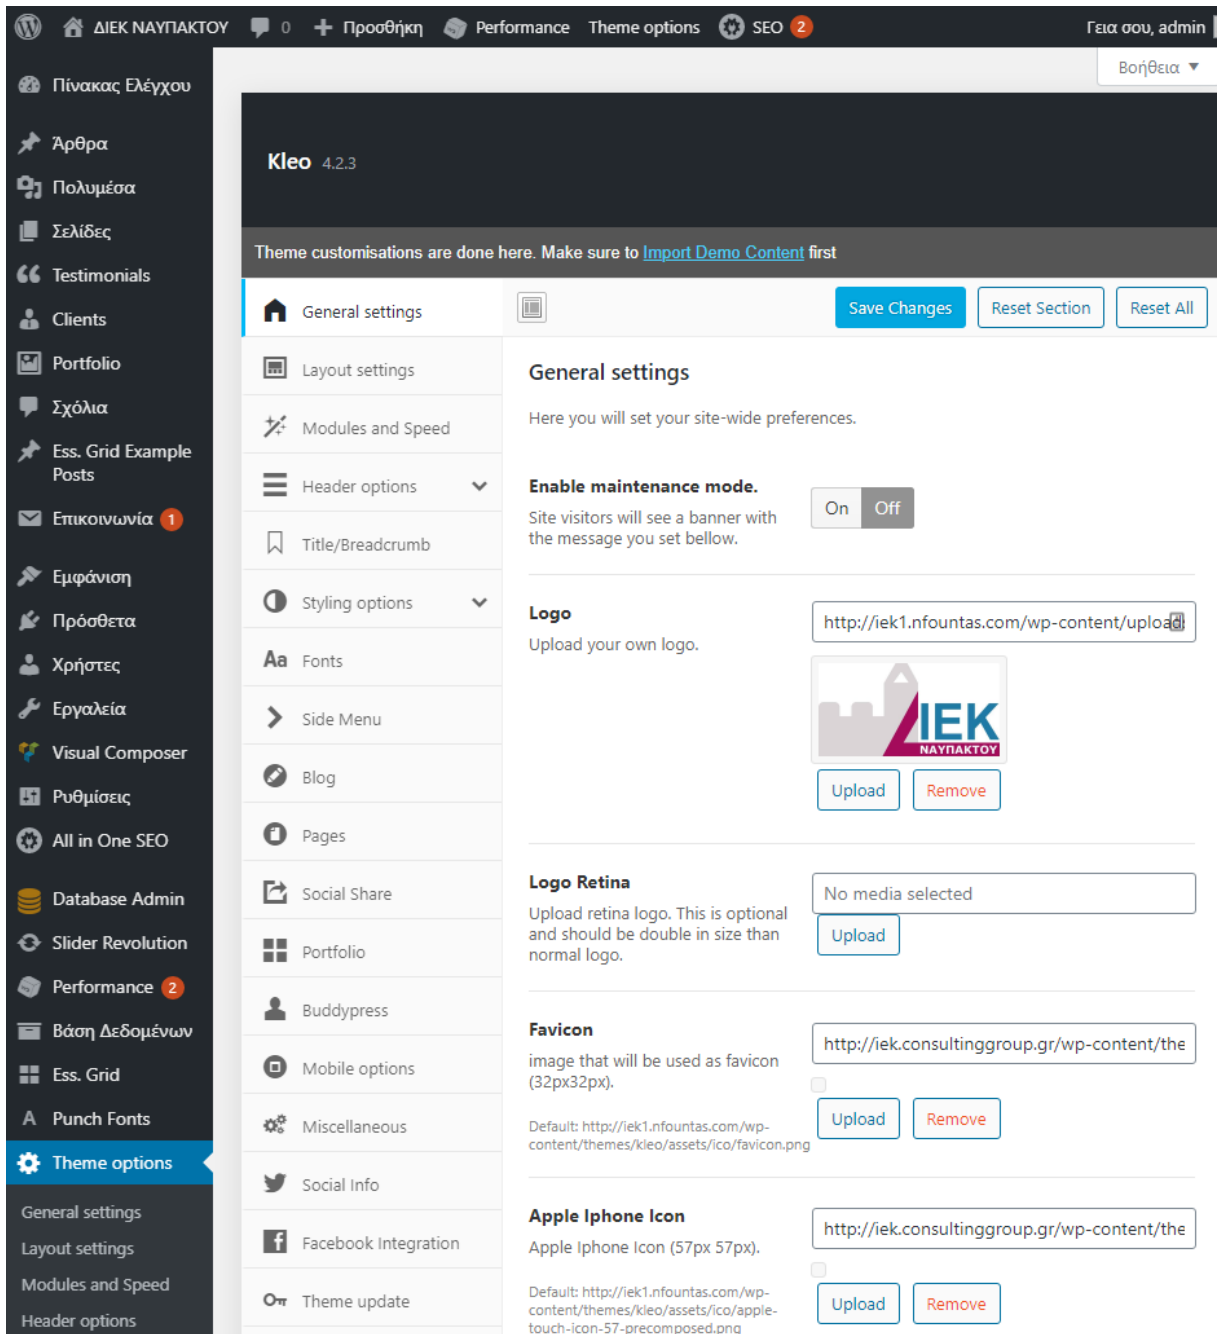 ΔΙΕΚ ΝΑΥΠΑΚΤΟΥ 0 Προσθήκη Performance Theme options SEO 2 Γεια σου, admin
Βοήθεια
Πίνακας Ελέγχου
Άρθρα
Πολυμέσα
Σελίδες
Testimonials
Clients
Portfolio
Σχόλια
Ess. Grid Example
Posts
Επικοινωνία 1
Εμφάνιση
Πρόσθετα
Χρήστες
Εργαλεία
Visual Composer
Ρυθμίσεις
All in One SEO
Database Admin
Slider Revolution
Performance 2
Βάση Δεδομένων
Ess. Grid
Punch Fonts
Theme options
General settings
Layout settings
Modules and Speed
Header options
Kleo 4.2.3
Theme customisations are done here. Make sure to Import Demo Content first
General settings
Layout settings
Modules and Speed
Header options
Title/Breadcrumb
Styling options
Aa Fonts
Side Menu
Blog
Pages
Social Share
Portfolio
Buddypress
Mobile options
Miscellaneous
Social Info
Facebook Integration
Theme update
Save Changes Reset Section Reset All
General settings
Here you will set your site-wide preferences.
Enable maintenance mode.
Site visitors will see a banner with
the message you set bellow.
On Off
Logo
Upload your own logo.
http://iek1.nfountas.com/wp-content/upload
ΔΙΕΚ
ΝΑΥΠΑΚΤΟΥ
Upload Remove
Logo Retina
Upload retina logo. This is optional
and should be double in size than
normal logo.
No media selected
Upload
Favicon
image that will be used as favicon
(32px32px).
Default: http://iek1.nfountas.com/wp-
content/themes/kleo/assets/ico/favicon.png
http://iek.consultinggroup.gr/wp-content/the
Upload Remove
Apple Iphone Icon
Apple Iphone Icon (57px 57px).
Default: http://iek1.nfountas.com/wp-
content/themes/kleo/assets/ico/apple-
touch-icon-57-precomposed.png
http://iek.consultinggroup.gr/wp-content/the
Upload Remove